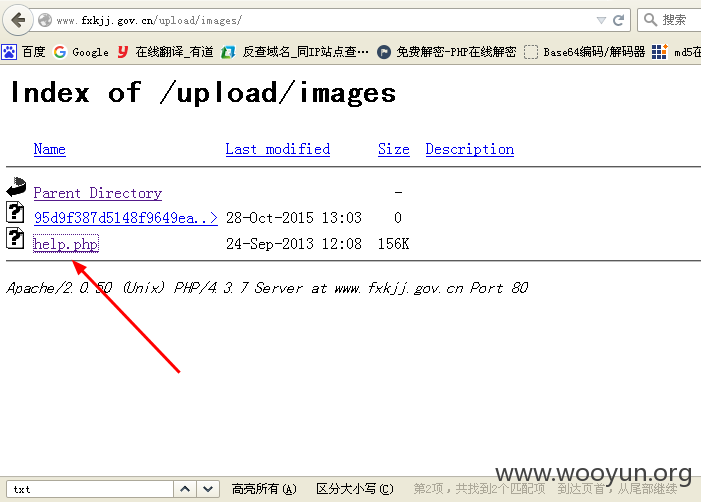 www.fxkjj.gov.cn/upload/images/
搜索
百度 Google 在线翻译_有道 反查域名_同IP站点查… 免费解密-PHP在线解密 Base64编码/解码器 md5在
Index of /upload/images
Name Last modified Size Description
Parent Directory -
95d9f387d5148f9649ea..> 28-Oct-2015 13:03 0
help.php 24-Sep-2013 12:08 156K
Apache/2.0.50 (Unix) PHP/4.3.7 Server at www.fxkjj.gov.cn Port 80
www.wooyun.org
txt 高亮所有(A) 区分大小写(C) 第2项，共找到2个匹配项 到达页首，从尾部继续